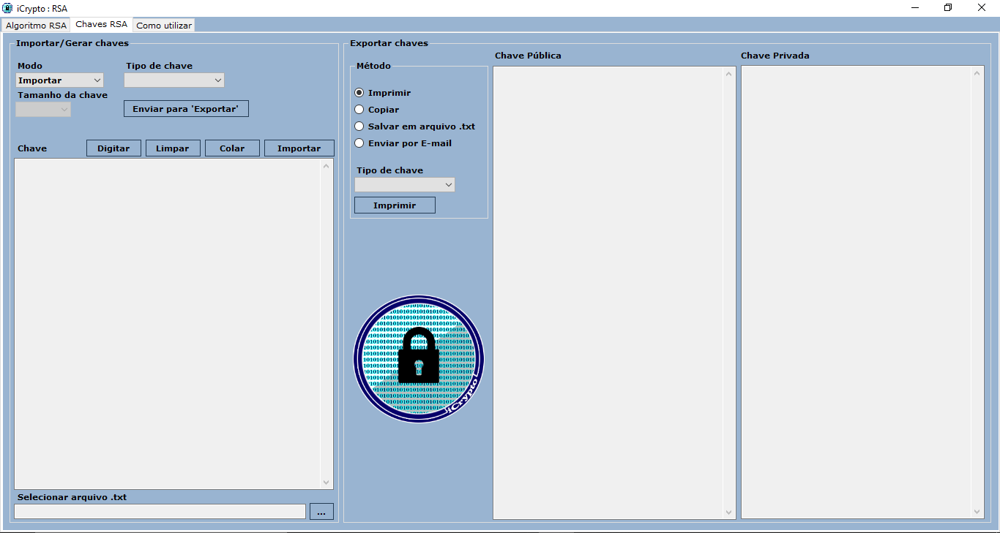 iCrypto : RSA
Algoritmo RSA
Chaves RSA
Como utilizar
Importar/Gerar chaves
Modo
Tipo de chave
Importar
Tamanho da chave
Enviar para 'Exportar'
Chave
Digitar
Limpar
Colar
Importar
Selecionar arquivo .txt
...
Exportar chaves
Método
Imprimir
Copiar
Salvar em arquivo .txt
Enviar por E-mail
Tipo de chave
Imprimir
iCrypto
Chave Pública
Chave Privada